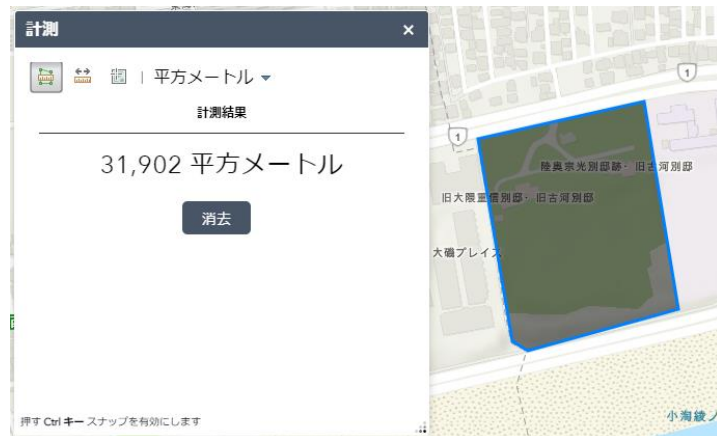 計測
×
| 平方メートル
計測結果
31,902 平方メートル
消去
押す Ctrl キー スナップを有効にします
1
1
陸奥宗光別邸跡・旧古河別邸
旧大隈重信別邸・旧古河別邸
大磯プレイス
小淘綾ノ